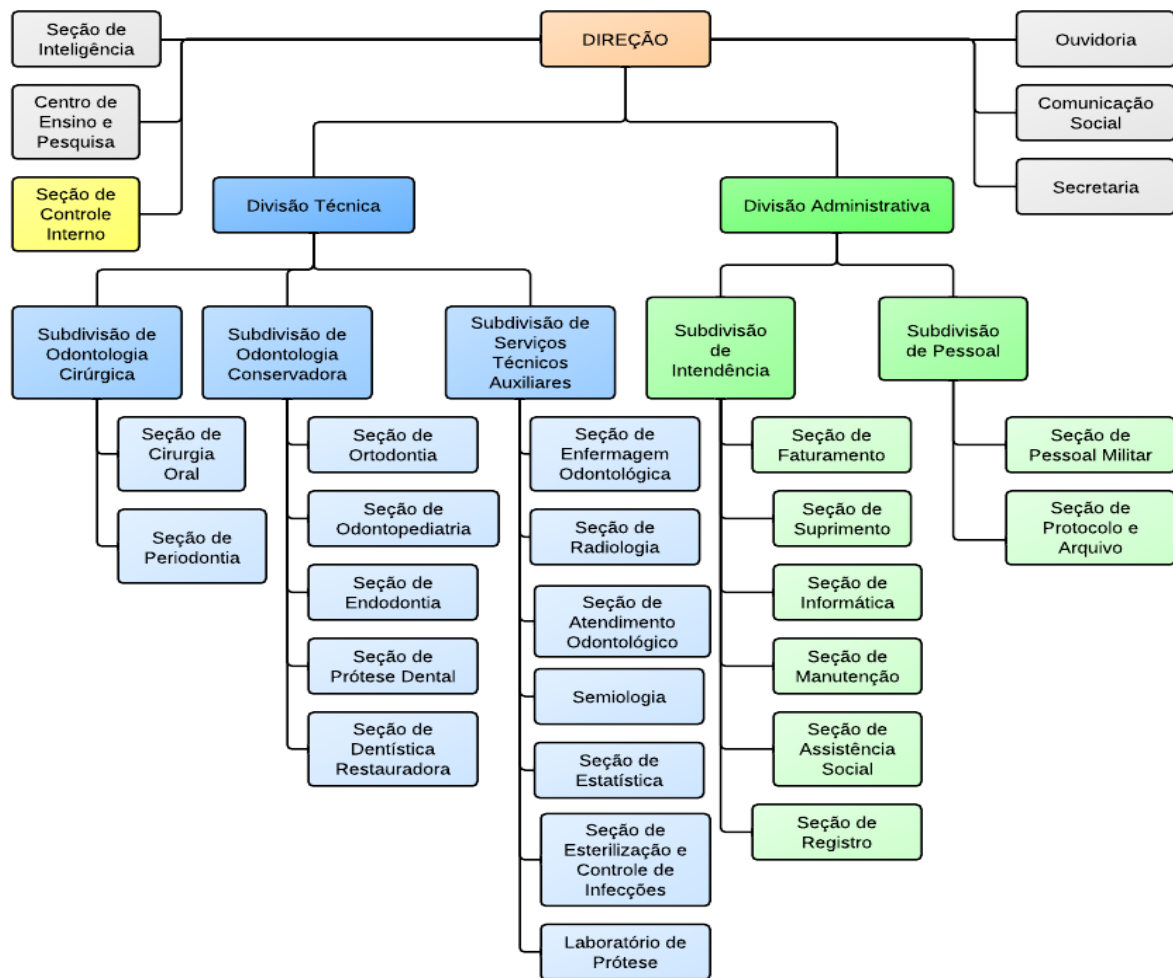 Seção de
Inteligência
DIREÇÃO
Ouvidoria
Centro de
Ensino e
Pesquisa
Comunicação
Social
Seção de
Controle
Interno
Divisão Técnica
Divisão Administrativa
Secretaria
Subdivisão de
Odontologia
Cirúrgica
Subdivisão de
Odontologia
Conservadora
Subdivisão de
Serviços
Técnicos
Auxiliares
Subdivisão
de
Intendência
Subdivisão
de Pessoal
Seção de
Cirurgia
Oral
Seção de
Periodontia
Seção de
Ortodontia
Seção de
Odontopediatria
Seção de
Endodontia
Seção de
Prótese Dental
Seção de
Dentística
Restauradora
Seção de
Enfermagem
Odontológica
Seção de
Radiologia
Seção de
Atendimento
Odontológico
Semiologia
Seção de
Estatística
Seção de
Esterilização e
Controle de
Infecções
Laboratório de
Prótese
Seção de
Faturamento
Seção de
Suprimento
Seção de
Informática
Seção de
Manutenção
Seção de
Assistência
Social
Seção de
Registro
Seção de
Pessoal Militar
Seção de
Protocolo e
Arquivo